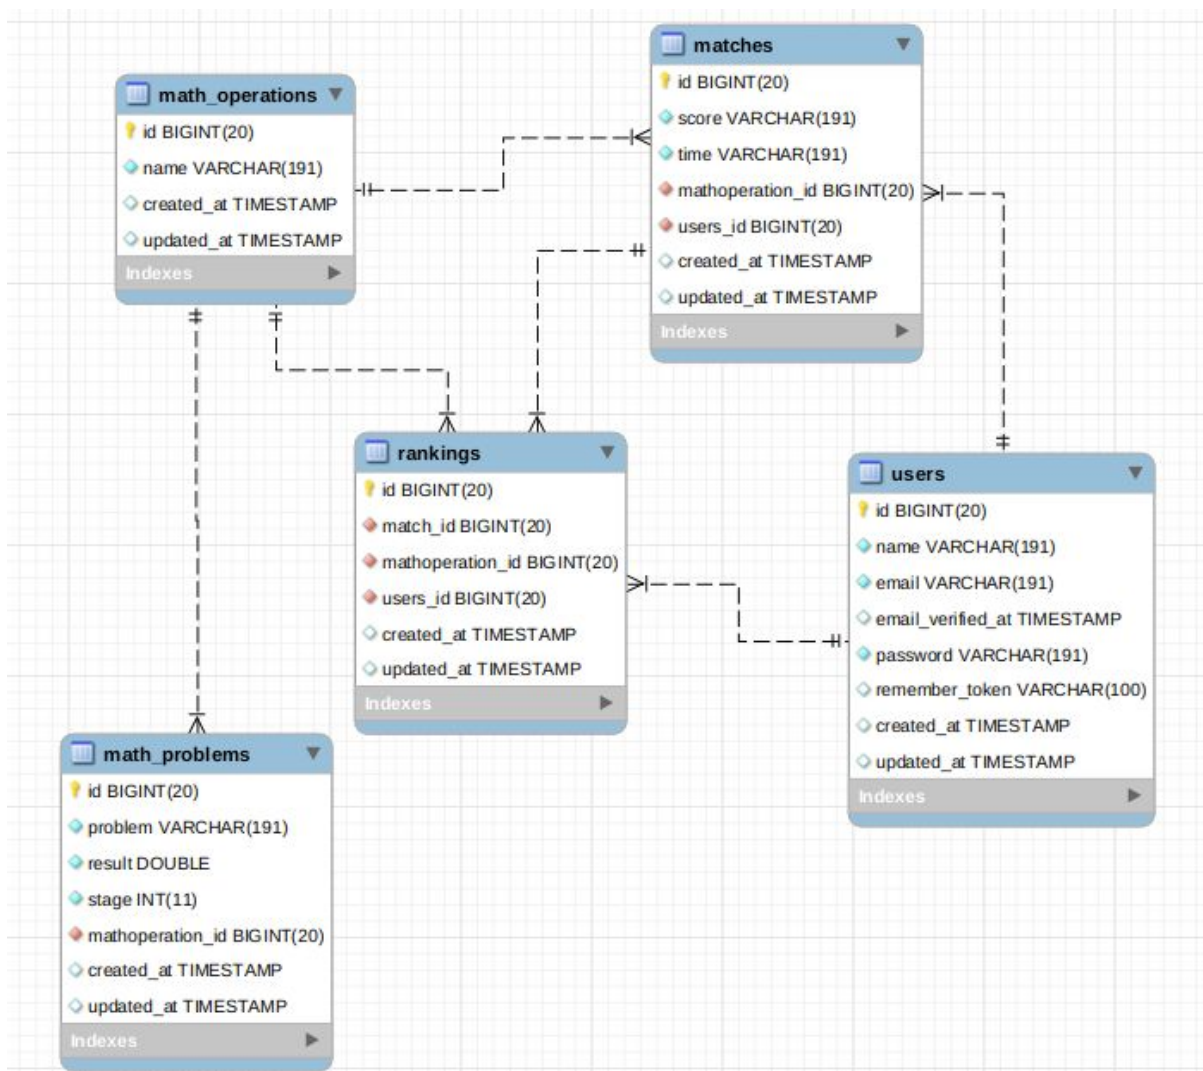 math_operations
id BIGINT(20)
name VARCHAR(191)
created_at TIMESTAMP
updated_at TIMESTAMP
Indexes
matches
id BIGINT(20)
score VARCHAR(191)
time VARCHAR(191)
mathoperation_id BIGINT(20)
users_id BIGINT(20)
created_at TIMESTAMP
updated_at TIMESTAMP
Indexes
rankings
id BIGINT(20)
match_id BIGINT(20)
mathoperation_id BIGINT(20)
users_id BIGINT(20)
created_at TIMESTAMP
updated_at TIMESTAMP
Indexes
users
id BIGINT(20)
name VARCHAR(191)
email VARCHAR(191)
email_verified_at TIMESTAMP
password VARCHAR(191)
remember_token VARCHAR(100)
created_at TIMESTAMP
updated_at TIMESTAMP
Indexes
math_problems
id BIGINT(20)
problem VARCHAR(191)
result DOUBLE
stage INT(11)
mathoperation_id BIGINT(20)
created_at TIMESTAMP
updated_at TIMESTAMP
Indexes